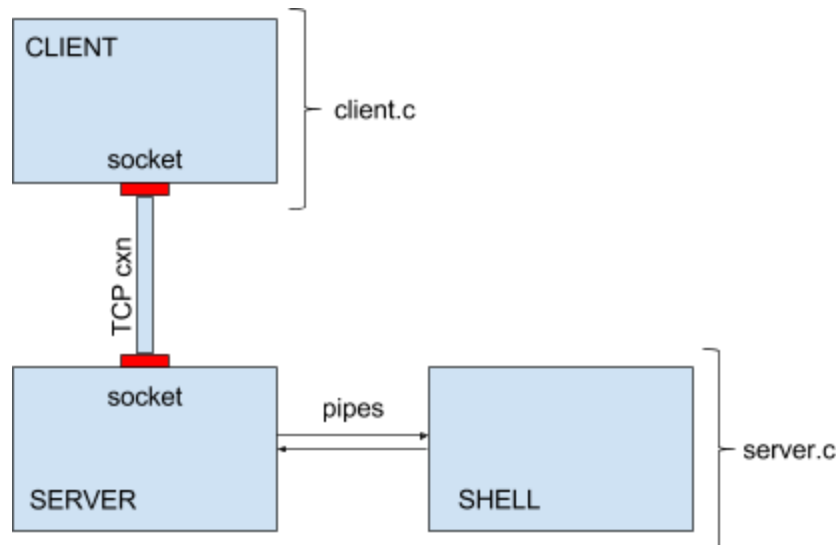 CLIENT
client.c
socket
TCP cxn
socket
pipes
server.c
SERVER
SHELL